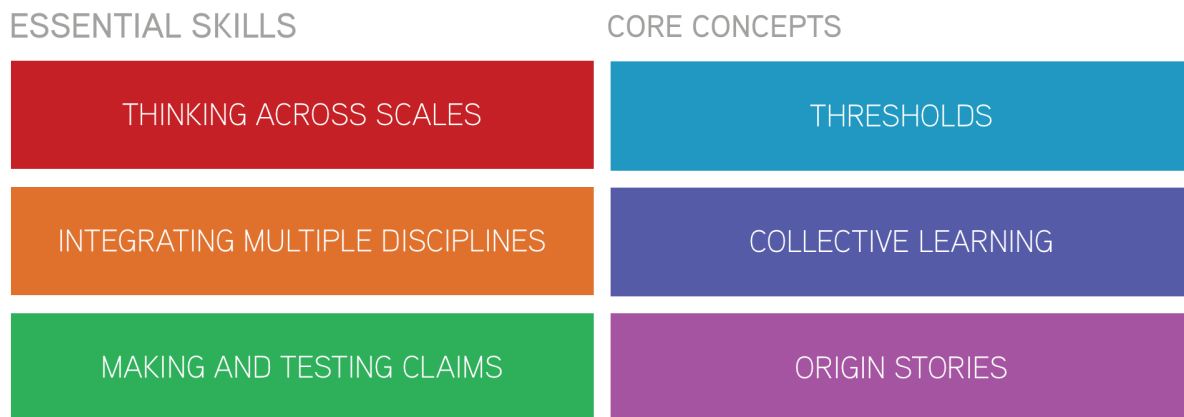 ESSENTIAL SKILLS
THINKING ACROSS SCALES
INTEGRATING MULTIPLE DISCIPLINES
MAKING AND TESTING CLAIMS
CORE CONCEPTS
THRESHOLDS
COLLECTIVE LEARNING
ORIGIN STORIES